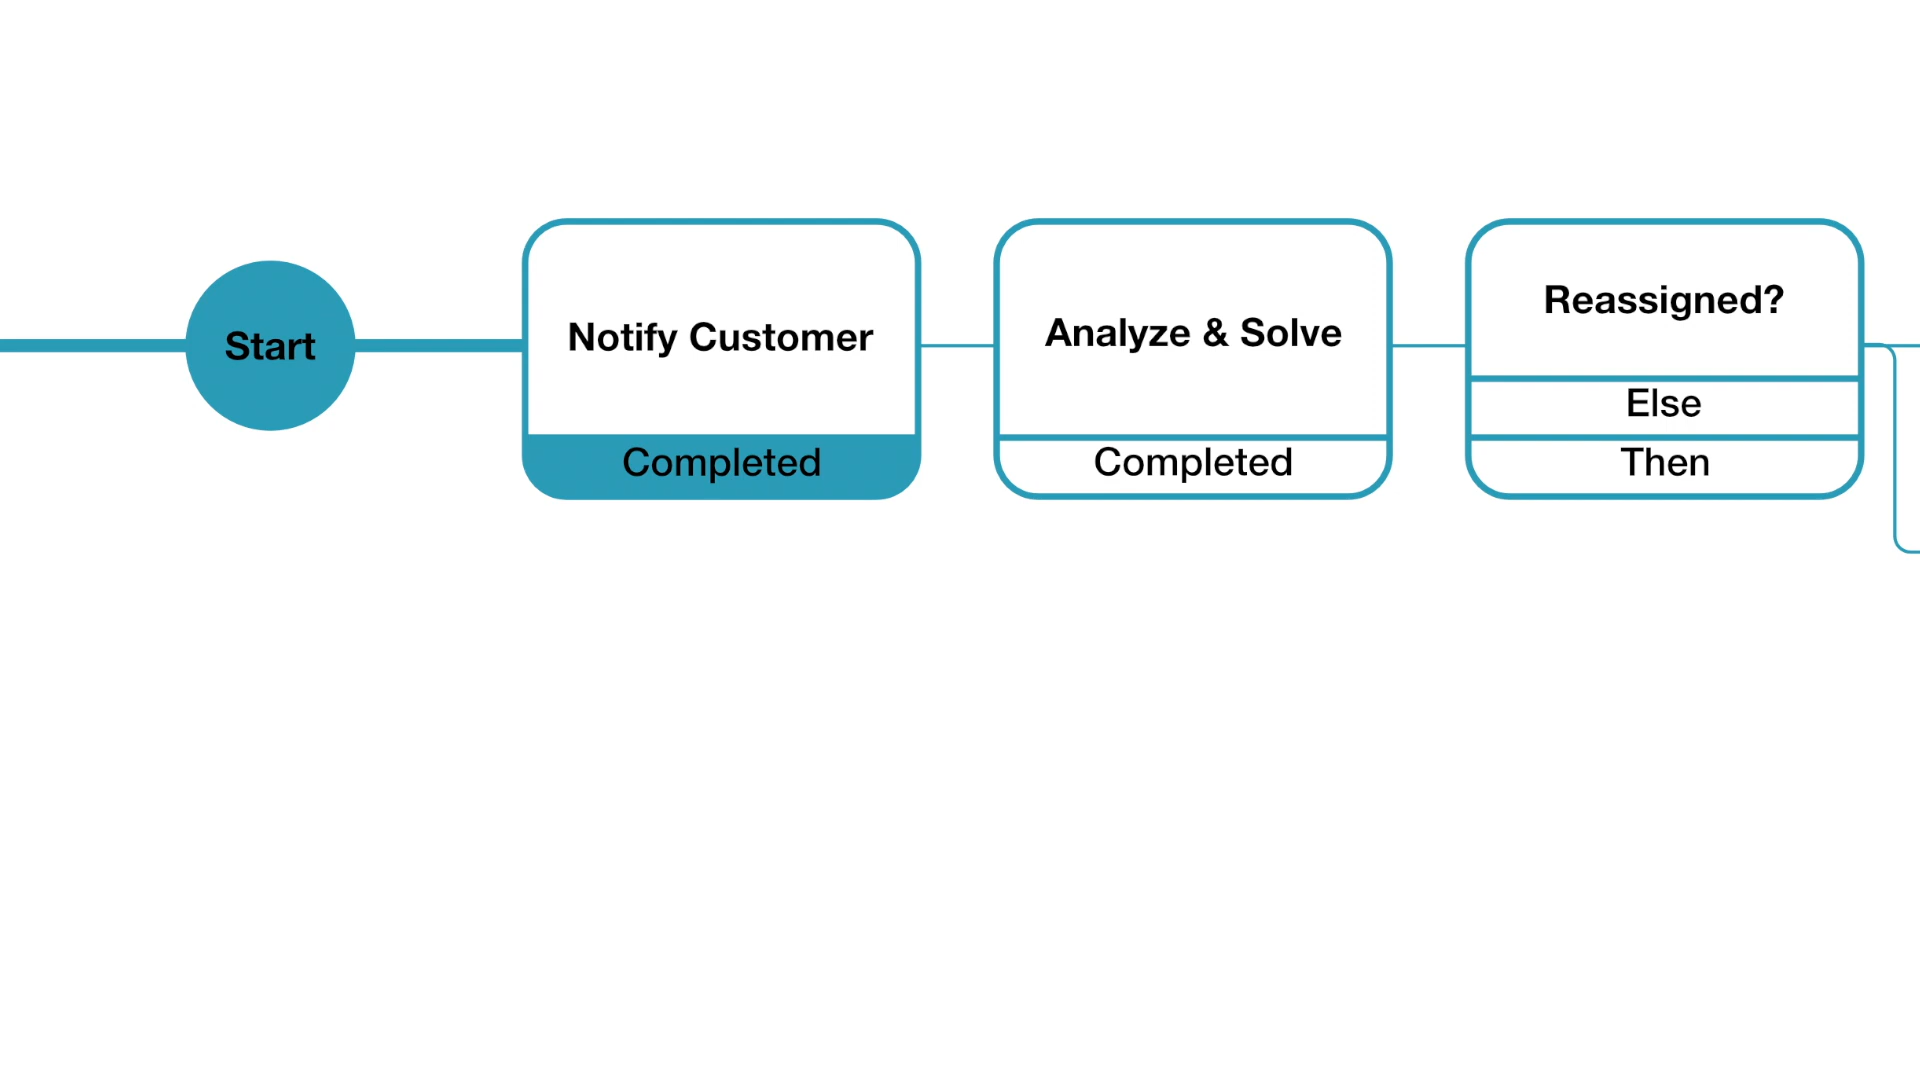 Start
Notify Customer
Completed
Analyze & Solve
Completed
Reassigned?
Else
Then